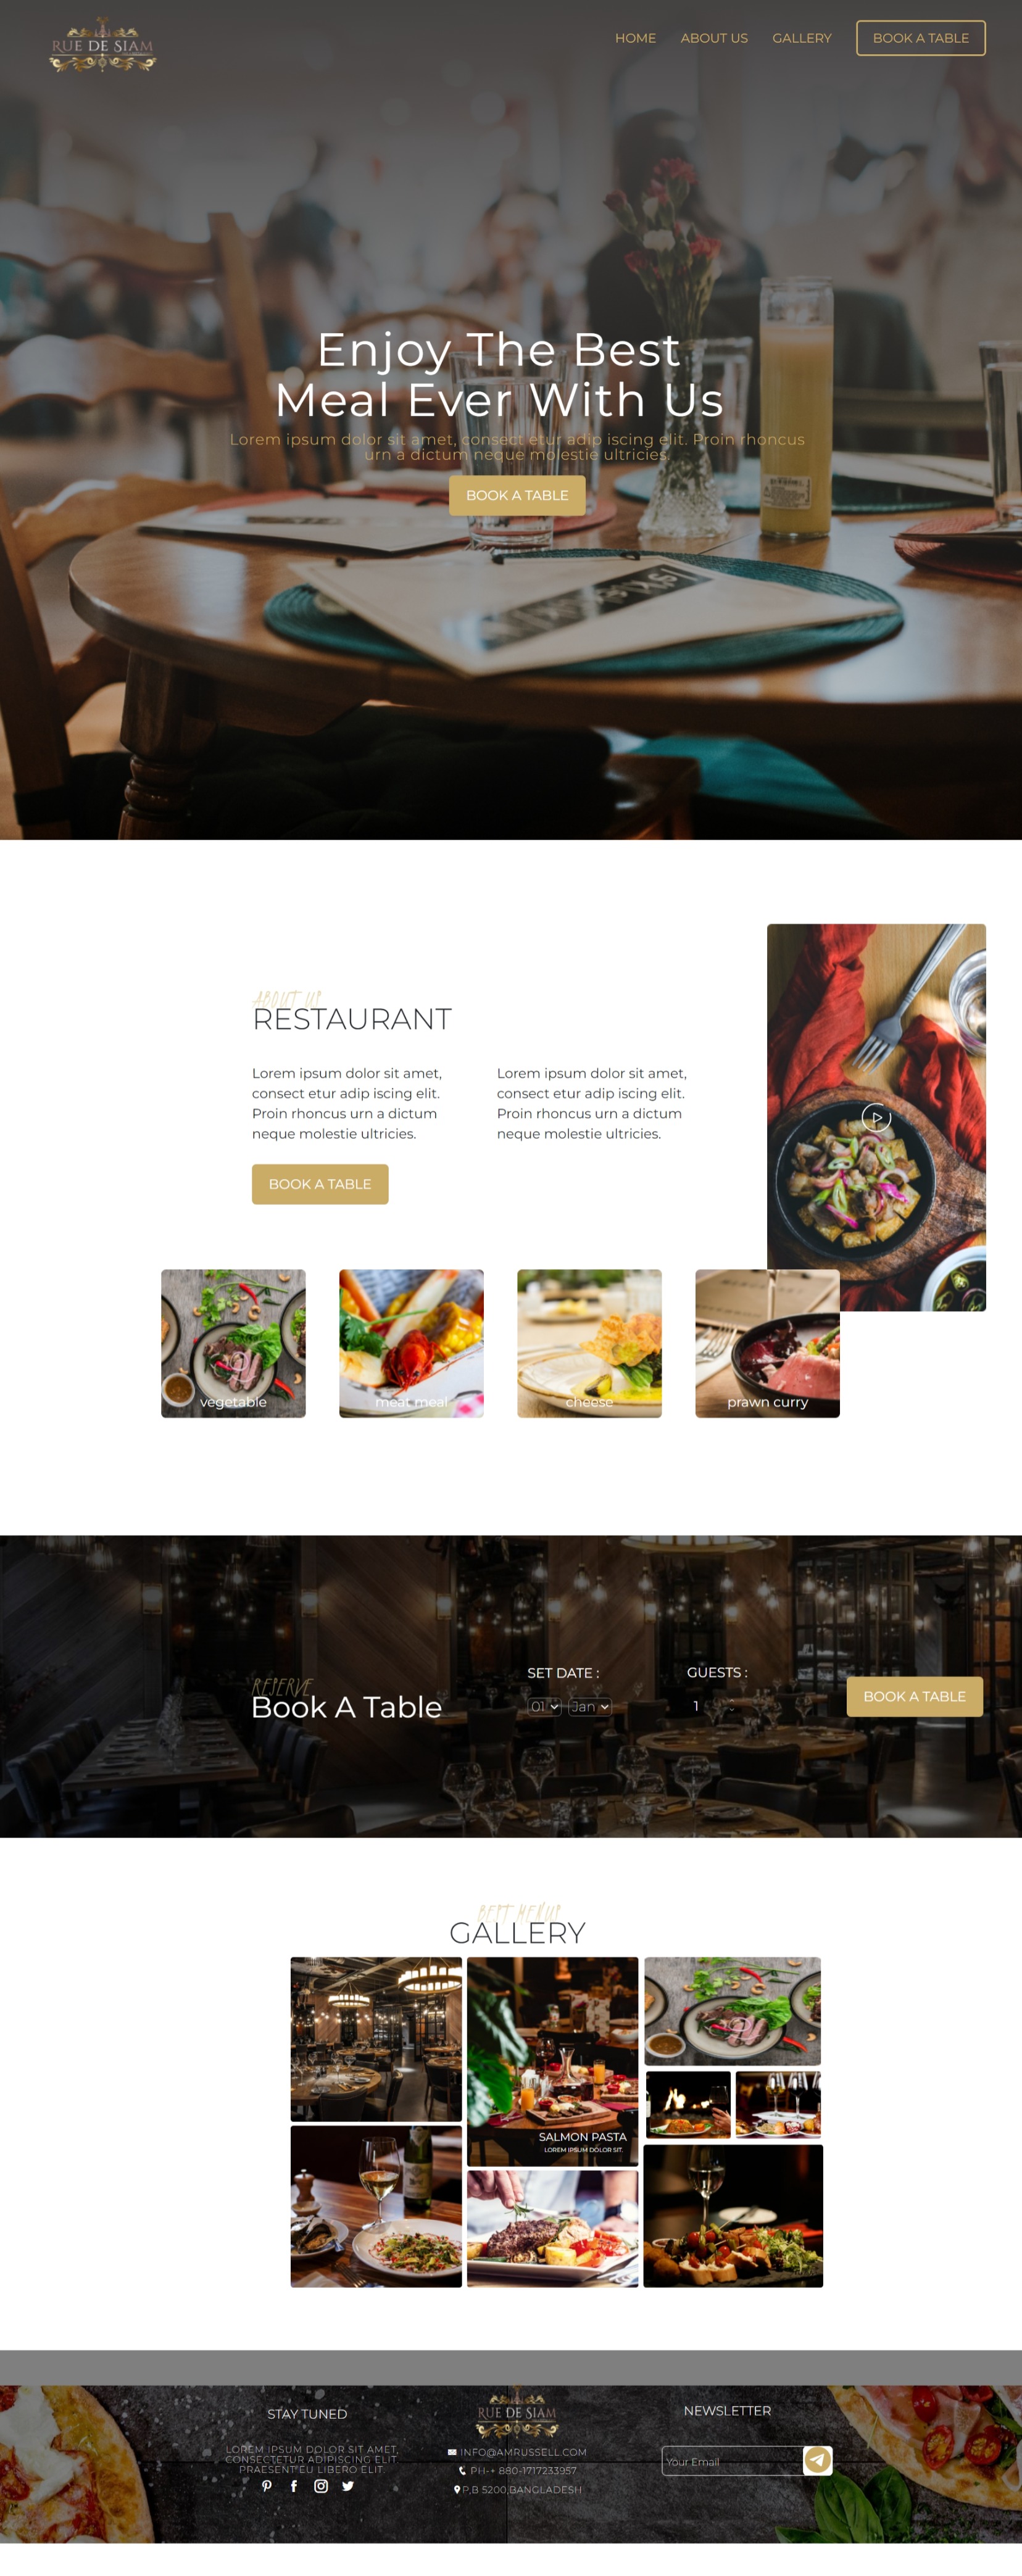 RUE DE SIAM
HOME ABOUT US GALLERY BOOK A TABLE
Enjoy The Best
Meal Ever With Us
Lorem ipsum dolor sit amet, consect etur adip iscing elit. Proin rhoncus
urn a dictum neque molestie ultricies.
BOOK A TABLE
ABOUT US
RESTAURANT
Lorem ipsum dolor sit amet,
consect etur adip iscing elit.
Proin rhoncus urn a dictum
neque molestie ultricies.
Lorem ipsum dolor sit amet,
consect etur adip iscing elit.
Proin rhoncus urn a dictum
neque molestie ultricies.
BOOK A TABLE
vegetable
meat meal
cheese
prawn curry
RESERVE
Book A Table
SET DATE :
01 Jan
GUESTS :
1
BOOK A TABLE
BEST MENUS
GALLERY
SALMON PASTA
LOREM IPSUM DOLOR SIT.
STAY TUNED
LOREM IPSUM DOLOR SIT AMET,
CONSECTETUR ADIPISCING ELIT.
PRAESENT EU LIBERO ELIT.
RUE DE SIAM
INFO@AMRUSSELL.COM
PH-+ 880-1717233957
P,B 5200,BANGLADESH
NEWSLETTER
Your Email